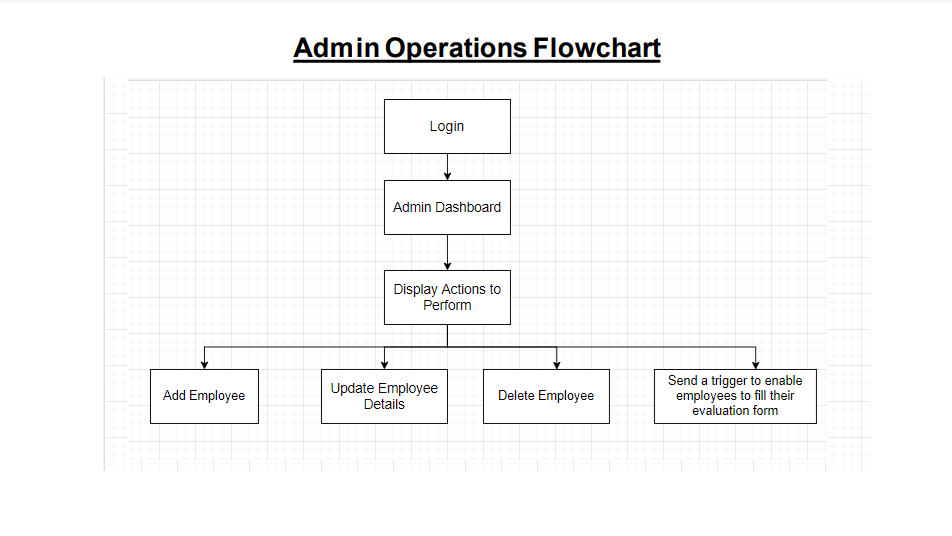 Admin Operations Flowchart
Login
Admin Dashboard
Display Actions to
Perform
Add Employee
Update Employee
Details
Delete Employee
Send a trigger to enable
employees to fill their
evaluation form